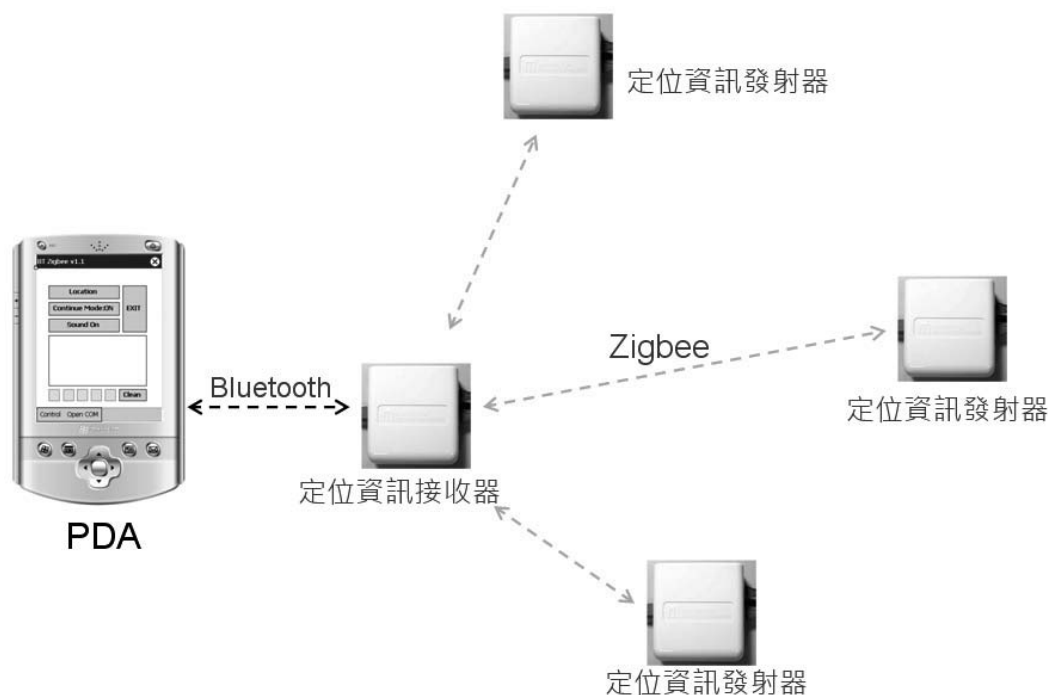 定位資訊發射器
BT Zigbee v1.1
Location
Continue Mode:ON
EXIT
Sound On
Clean
Control Open COM
Bluetooth
Zigbee
定位資訊發射器
定位資訊接收器
PDA
定位資訊發射器